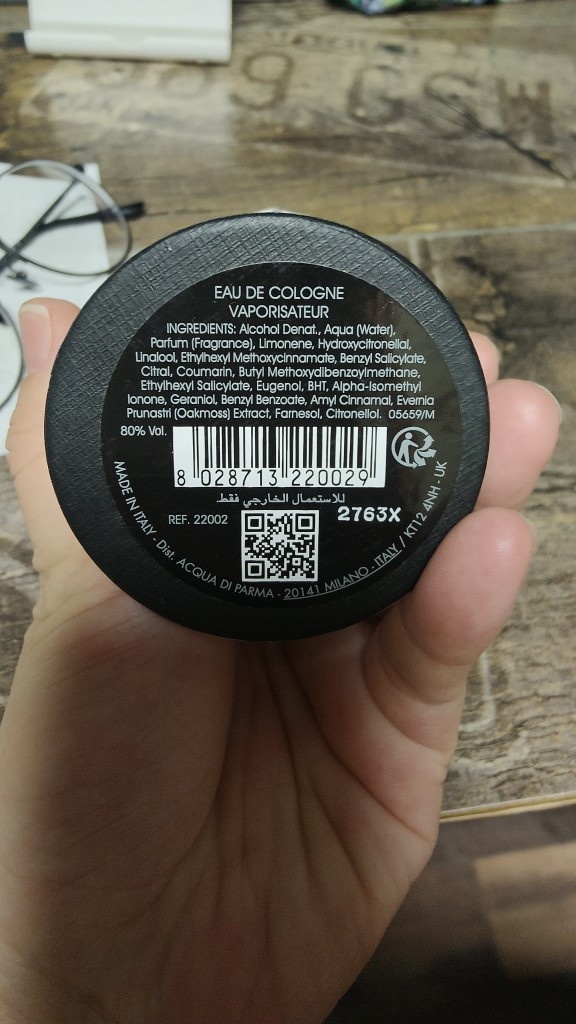 EAU DE COLOGNE
VAPORISATEUR
INGREDIENTS: Alcohol Denat., Aqua (Water),
Parfum (Fragrance), Limonene, Hydroxycitronellal,
Linalool, Ethylhexyl Methoxycinnamate, Benzyl Salicylate,
Citral, Coumarin, Butyl Methoxydibenzoylmethane,
Ethylhexyl Salicylate, Eugenol, BHT, Alpha-Isomethyl
Ionone, Geraniol, Benzyl Benzoate, Amyl Cinnamal, Evernia
Prunastri (Oakmoss) Extract, Farnesol, Citronellol. 05659/M
80% Vol.
8 028713 220029
للاستعمال الخارجي فقط.
REF. 22002
2763X
MADE IN ITALY - Dist. ACQUA DI PARMA - 20141 MILANO - ITALY / KT12 4NH - UK